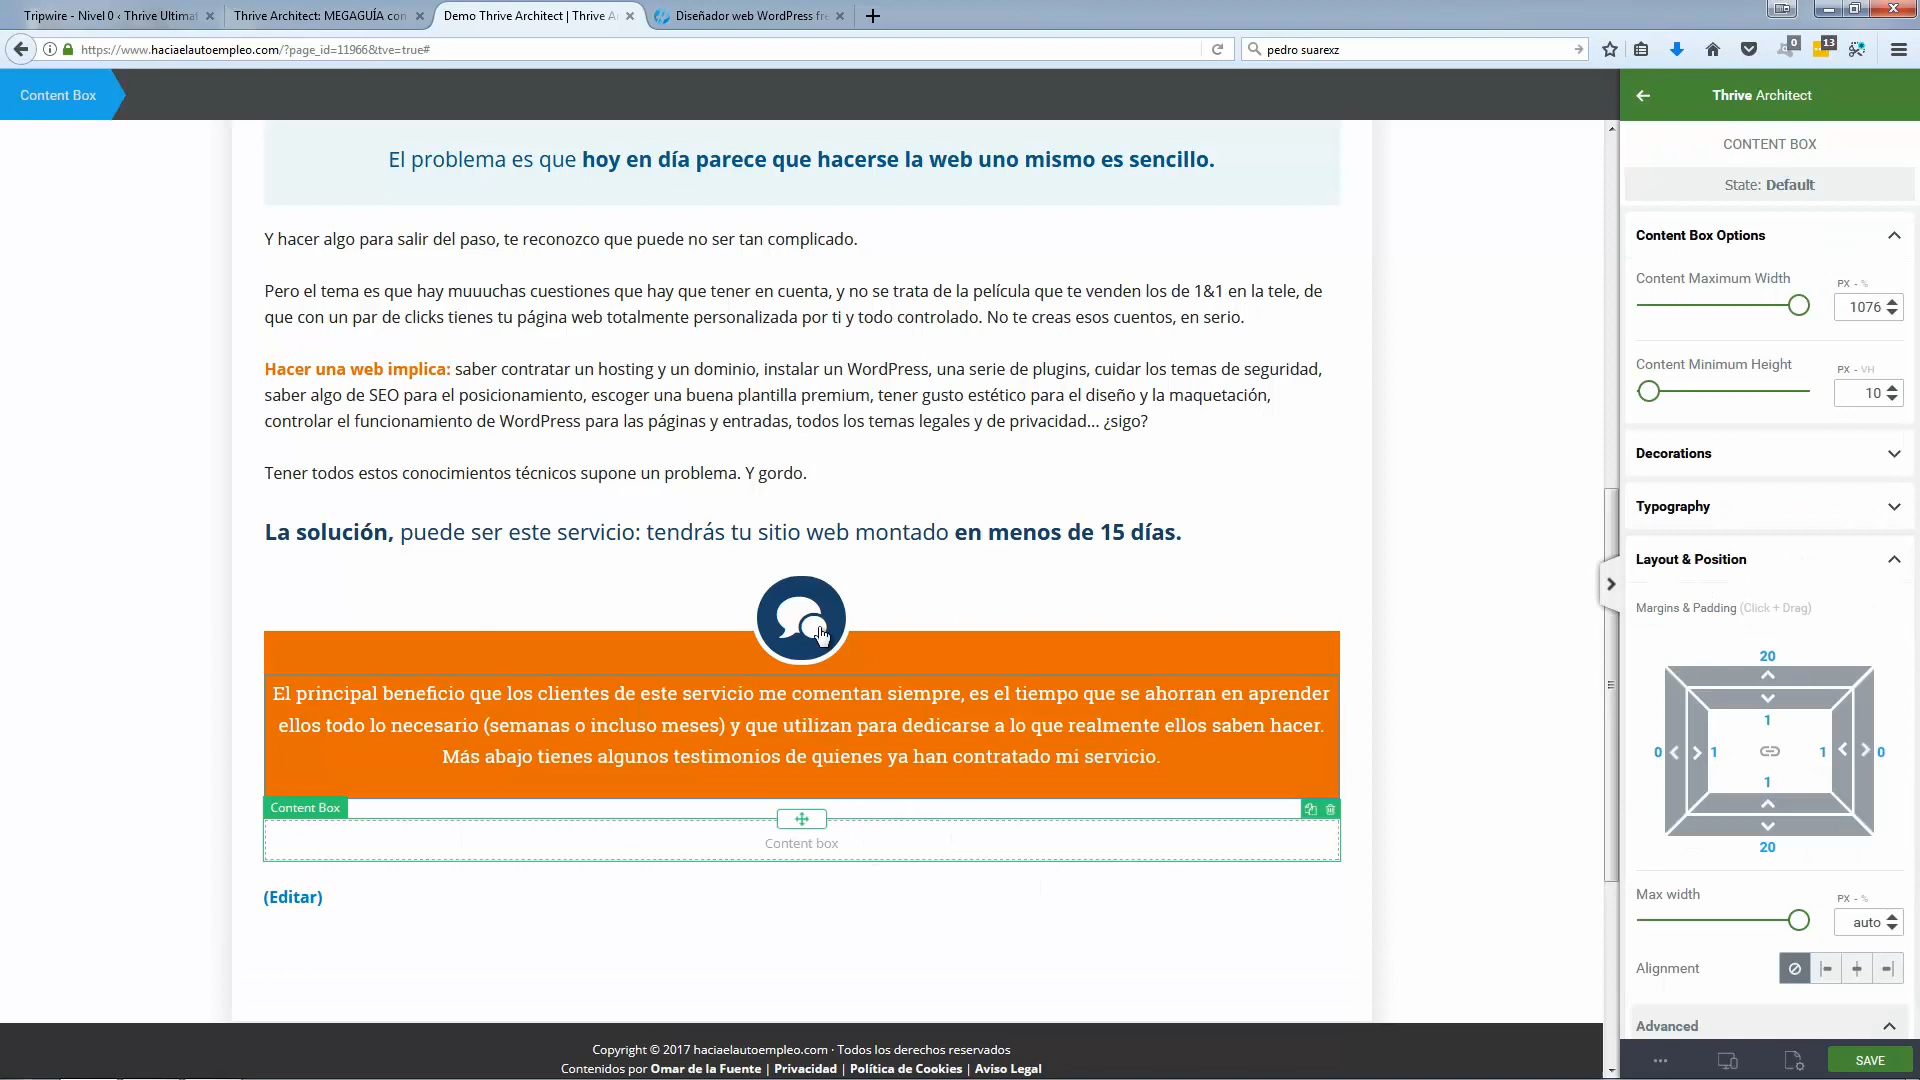 Tripwire - Nivel 0 ‹ Thrive Ultimat
Thrive Architect: MEGAGUÍA con
Demo Thrive Architect | Thrive A
Diseñador web WordPress fre
https://www.haciaelautoempleo.com/?page_id=11966&tve=true#
pedro suarexz
0
13
Content Box
Thrive Architect
El problema es que hoy en día parece que hacerse la web uno mismo es sencillo.
Y hacer algo para salir del paso, te reconozco que puede no ser tan complicado.
Pero el tema es que hay muuuchas cuestiones que hay que tener en cuenta, y no se trata de la película que te venden los de 1&1 en la tele, de
que con un par de clicks tienes tu página web totalmente personalizada por ti y todo controlado. No te creas esos cuentos, en serio.
Hacer una web implica: saber contratar un hosting y un dominio, instalar un WordPress, una serie de plugins, cuidar los temas de seguridad,
saber algo de SEO para el posicionamiento, escoger una buena plantilla premium, tener gusto estético para el diseño y la maquetación,
controlar el funcionamiento de WordPress para las páginas y entradas, todos los temas legales y de privacidad... ¿sigo?
Tener todos estos conocimientos técnicos supone un problema. Y gordo.
La solución, puede ser este servicio: tendrás tu sitio web montado en menos de 15 días.
El principal beneficio que los clientes de este servicio me comentan siempre, es el tiempo que se ahorran en aprender
ellos todo lo necesario (semanas o incluso meses) y que utilizan para dedicarse a lo que realmente ellos saben hacer.
Más abajo tienes algunos testimonios de quienes ya han contratado mi servicio.
Content Box
Content box
(Editar)
Copyright © 2017 haciaelautoempleo.com · Todos los derechos reservados
Contenidos por Omar de la Fuente | Privacidad | Política de Cookies | Aviso Legal
CONTENT BOX
State: Default
Content Box Options
Content Maximum Width
PX - %
1076
Content Minimum Height
PX - VH
10
Decorations
Typography
Layout & Position
Margins & Padding (Click + Drag)
20
1
0 1 1 0
1
20
Max width
PX - %
auto
Alignment
Advanced
SAVE